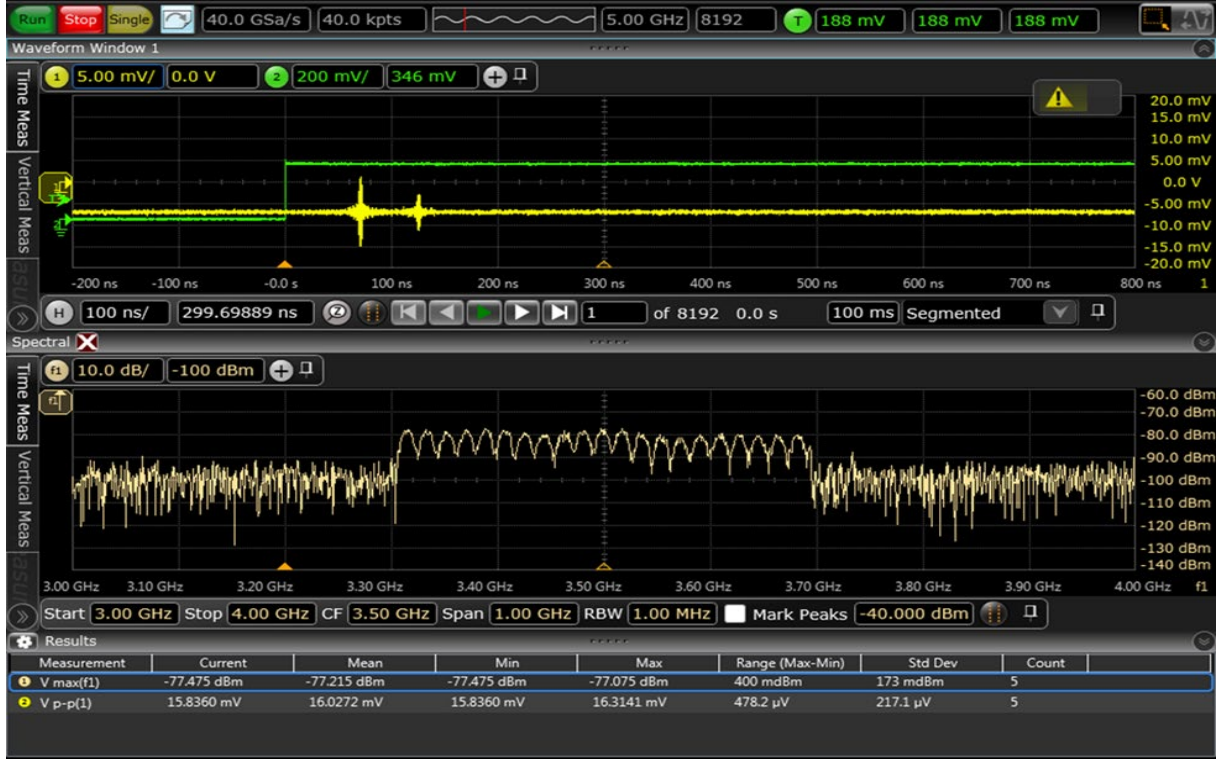 Run Stop Single 40.0 GSa/s 40.0 kpts 5.00 GHz 8192 T 188 mV 188 mV 188 mV
Waveform Window 1
1 5.00 mV/ 0.0 V 2 200 mV/ 346 mV
Time Meas
Vertical Meas
20.0 mV
15.0 mV
10.0 mV
5.00 mV
0.0 V
-5.00 mV
-10.0 mV
-15.0 mV
-20.0 mV
-200 ns -100 ns -0.0 s 100 ns 200 ns 300 ns 400 ns 500 ns 600 ns 700 ns 800 ns 1
H 100 ns/ 299.69889 ns Z 1 of 8192 0.0 s 100 ms Segmented
Spectral
f1 10.0 dB/ -100 dBm
Time Meas
Vertical Meas
f1
-60.0 dBm
-70.0 dBm
-80.0 dBm
-90.0 dBm
-100 dBm
-110 dBm
-120 dBm
-130 dBm
-140 dBm
3.00 GHz 3.10 GHz 3.20 GHz 3.30 GHz 3.40 GHz 3.50 GHz 3.60 GHz 3.70 GHz 3.80 GHz 3.90 GHz 4.00 GHz f1
Start 3.00 GHz Stop 4.00 GHz CF 3.50 GHz Span 1.00 GHz RBW 1.00 MHz Mark Peaks -40.000 dBm
Results
Measurement Current Mean Min Max Range (Max-Min) Std Dev Count
1 V max(f1) -77.475 dBm -77.215 dBm -77.475 dBm -77.075 dBm 400 mdBm 173 mdBm 5
2 V p-p(1) 15.8360 mV 16.0272 mV 15.8360 mV 16.3141 mV 478.2 µV 217.1 µV 5